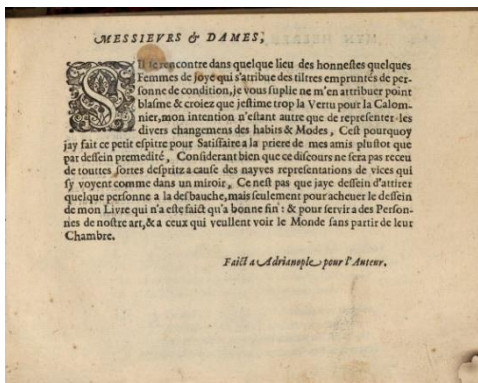 MESSIEVRS & DAMES,
SIl se rencontre dans quelque lieu des honnestes quelques
Femmes de joye qui s'atribue des tiltres empruntés de per-
sonne de condition, je vous suplie ne m'en attribuer point
blasme & croiez que jestime trop la Vertu pour la Calom-
nier, mon intention n'estant autre que de representer les
divers changemens des habits & Modes, Cest pourquoy
jay fait ce petit espitre pour Satisfaire a la priere de mes amis plustot que
par dessein premedité, Considerant bien que ce discours ne sera pas receu
de touttes sortes despritz a cause des nayves representations de vices qui
sy voyent comme dans un miroir, Ce nest pas que jaye dessein d'attirer
quelque personne a la desbauche, mais seulement pour achever le dessein
de mon Livre qui n'a esté faict qu'a bonne fin: & pour servir a des Person-
nes de nostre art, & a ceux qui veullent voir le Monde sans partir de leur
Chambre.
Faict a Adrianople pour l'Auteur.